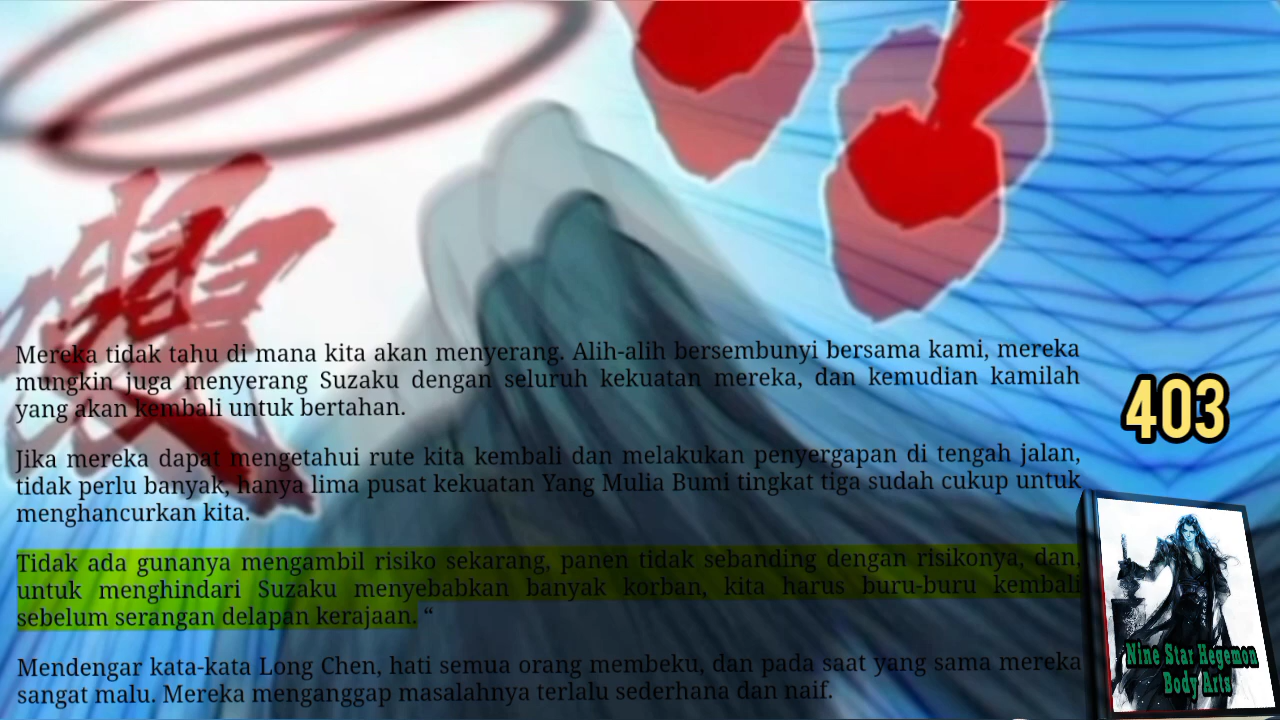 Mereka tidak tahu di mana kita akan menyerang. Alih-alih bersembunyi bersama kami, mereka
mungkin juga menyerang Suzaku dengan seluruh kekuatan mereka, dan kemudian kamilah
yang akan kembali untuk bertahan.
Jika mereka dapat mengetahui rute kita kembali dan melakukan penyergapan di tengah jalan,
tidak perlu banyak, hanya lima pusat kekuatan Yang Mulia Bumi tingkat tiga sudah cukup untuk
menghancurkan kita.
Tidak ada gunanya mengambil risiko sekarang, panen tidak sebanding dengan risikonya, dan,
untuk menghindari Suzaku menyebabkan banyak korban, kita harus buru-buru kembali
sebelum serangan delapan kerajaan. “
Mendengar kata-kata Long Chen, hati semua orang membeku, dan pada saat yang sama mereka
sangat malu. Mereka menganggap masalahnya terlalu sederhana dan naif.
403
Nine Star Hegemon
Body Arts